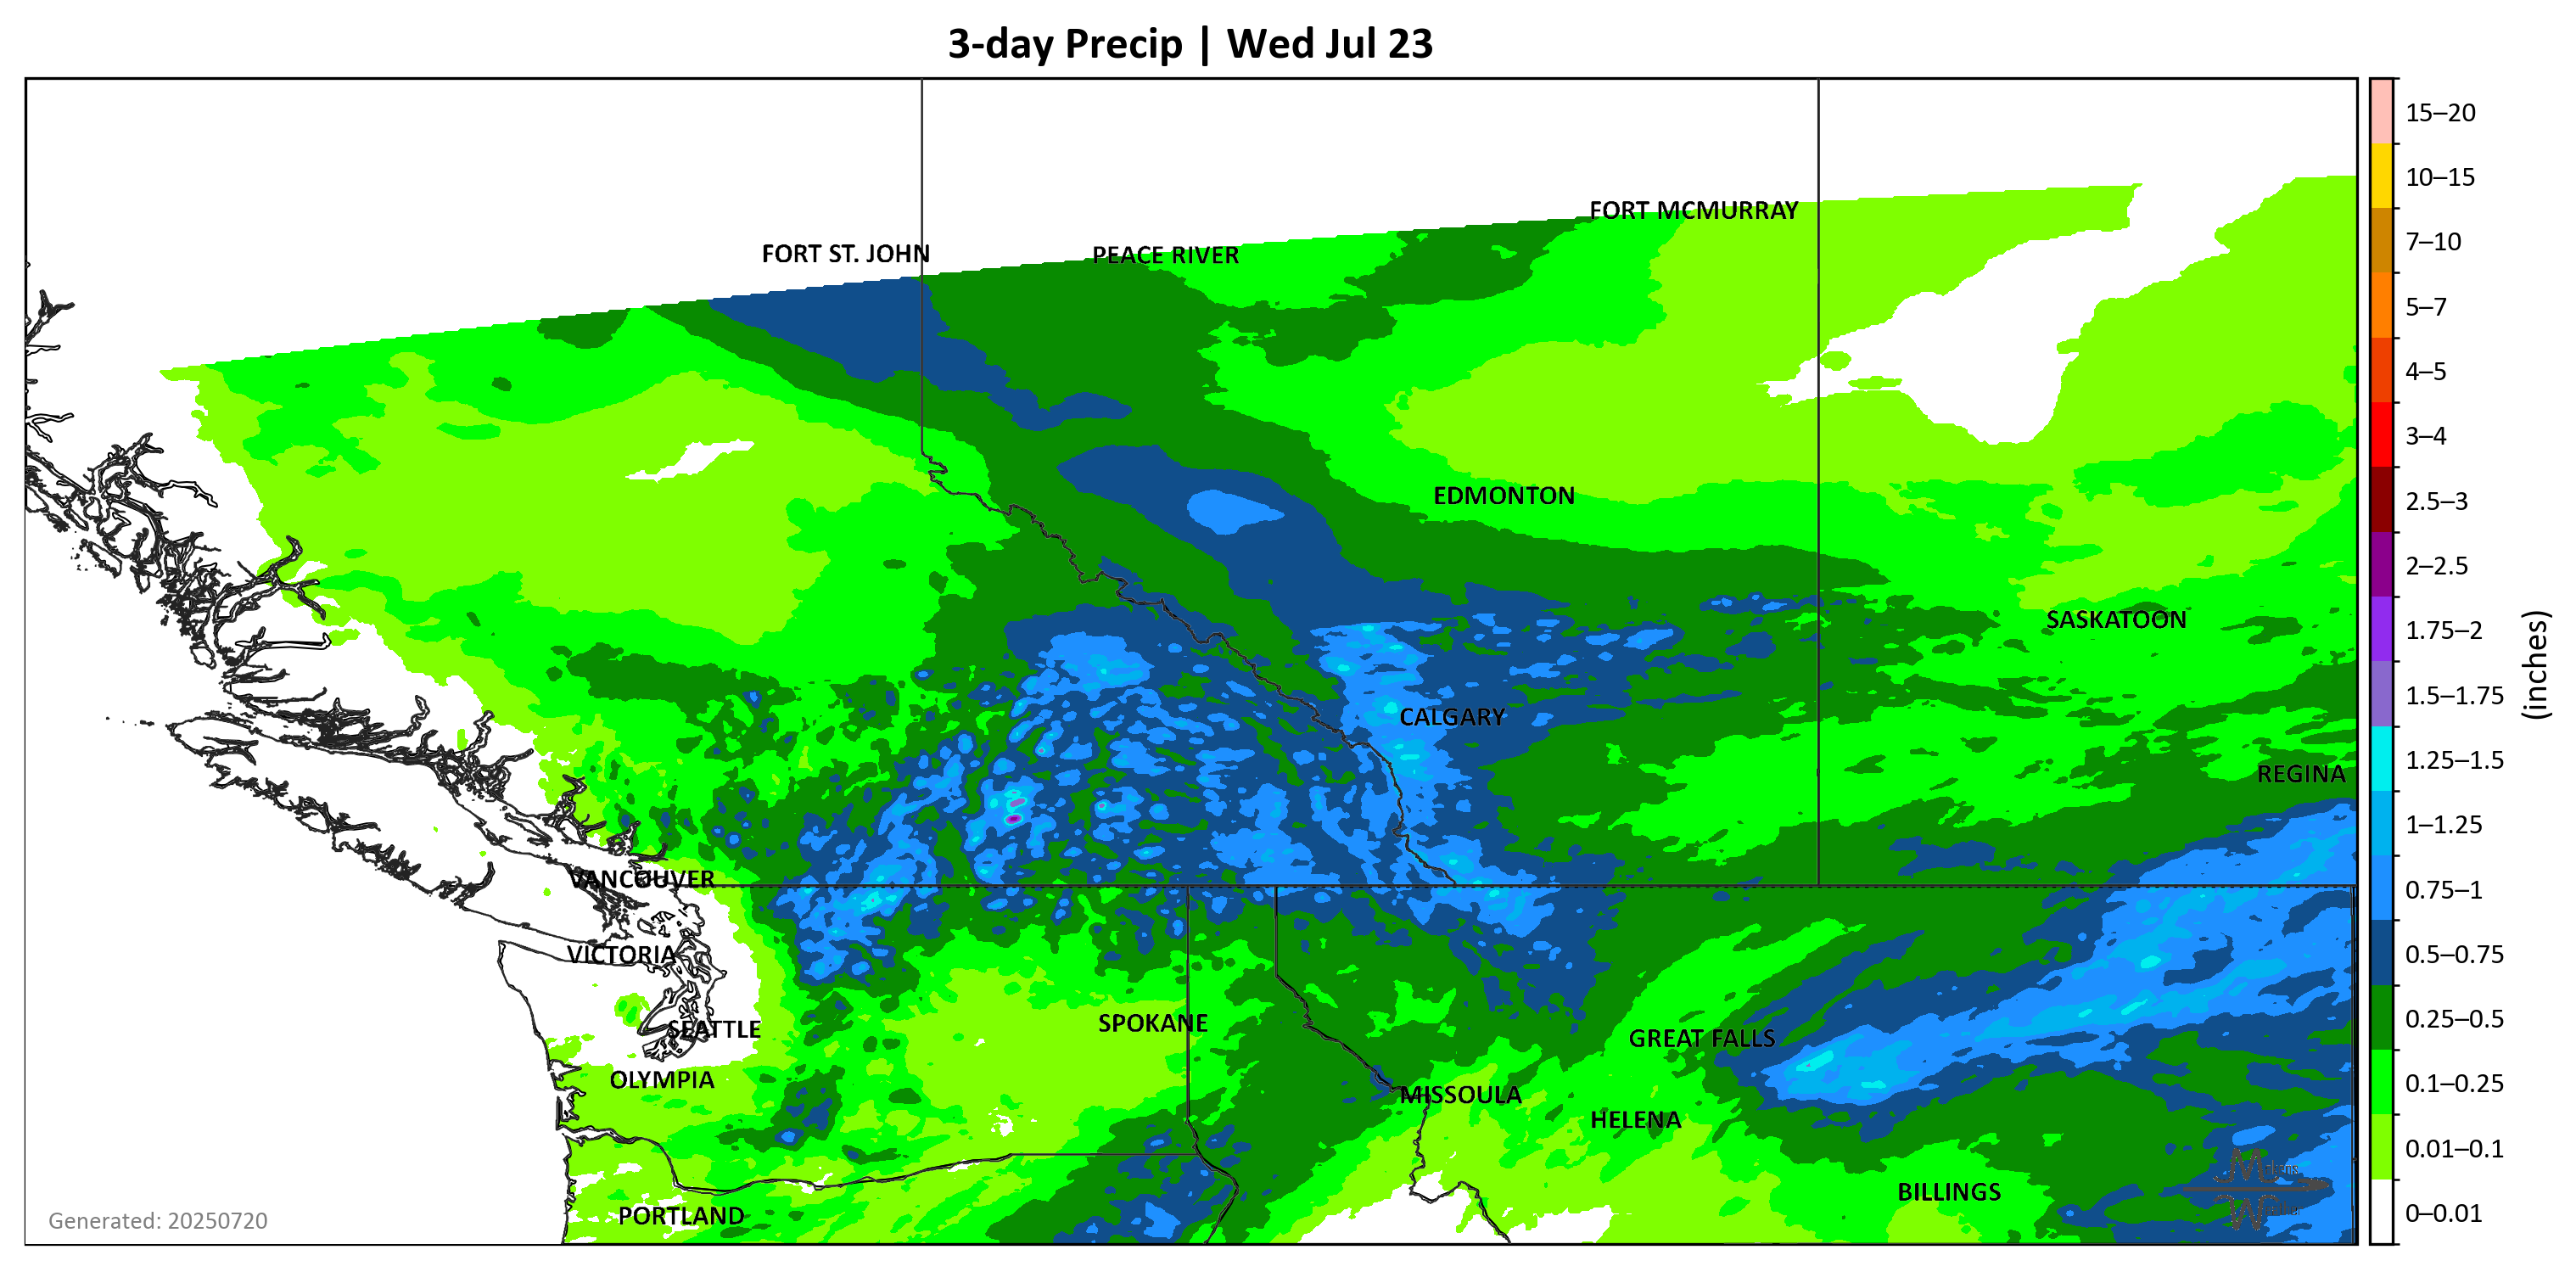 3-day Precip | Wed Jul 23
FORT MCMURRAY
FORT ST. JOHN
PEACE RIVER
EDMONTON
SASKATOON
CALGARY
REGINA
VANCOUVER
VICTORIA
SPOKANE
SEATTLE
GREAT FALLS
OLYMPIA
MISSOULA
HELENA
BILLINGS
PORTLAND
Generated: 20250720
15–20
10–15
7–10
5–7
4–5
3–4
2.5–3
2–2.5
1.75–2
1.5–1.75
1.25–1.5
1–1.25
0.75–1
0.5–0.75
0.25–0.5
0.1–0.25
0.01–0.1
0–0.01
(inches)